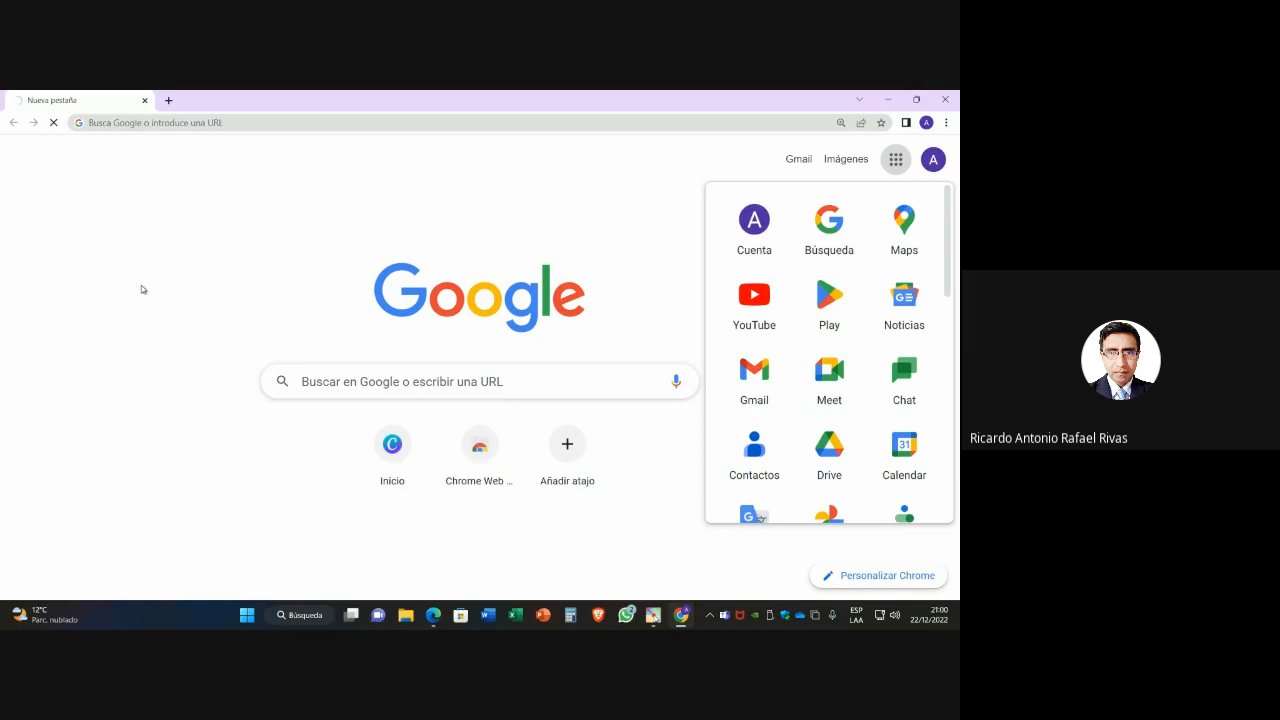 Nueva pestaña
Busca Google o introduce una URL
A
Gmail Imágenes A
A
Cuenta Búsqueda Maps
YouTube Play Noticias
Gmail Meet Chat
31
Contactos Drive Calendar
Google
Buscar en Google o escribir una URL
Inicio Chrome Web ... Añadir atajo
Personalizar Chrome
Ricardo Antonio Rafael Rivas
12°C
Parc. nublado
Búsqueda
ESP
LAA
21:00
22/12/2022